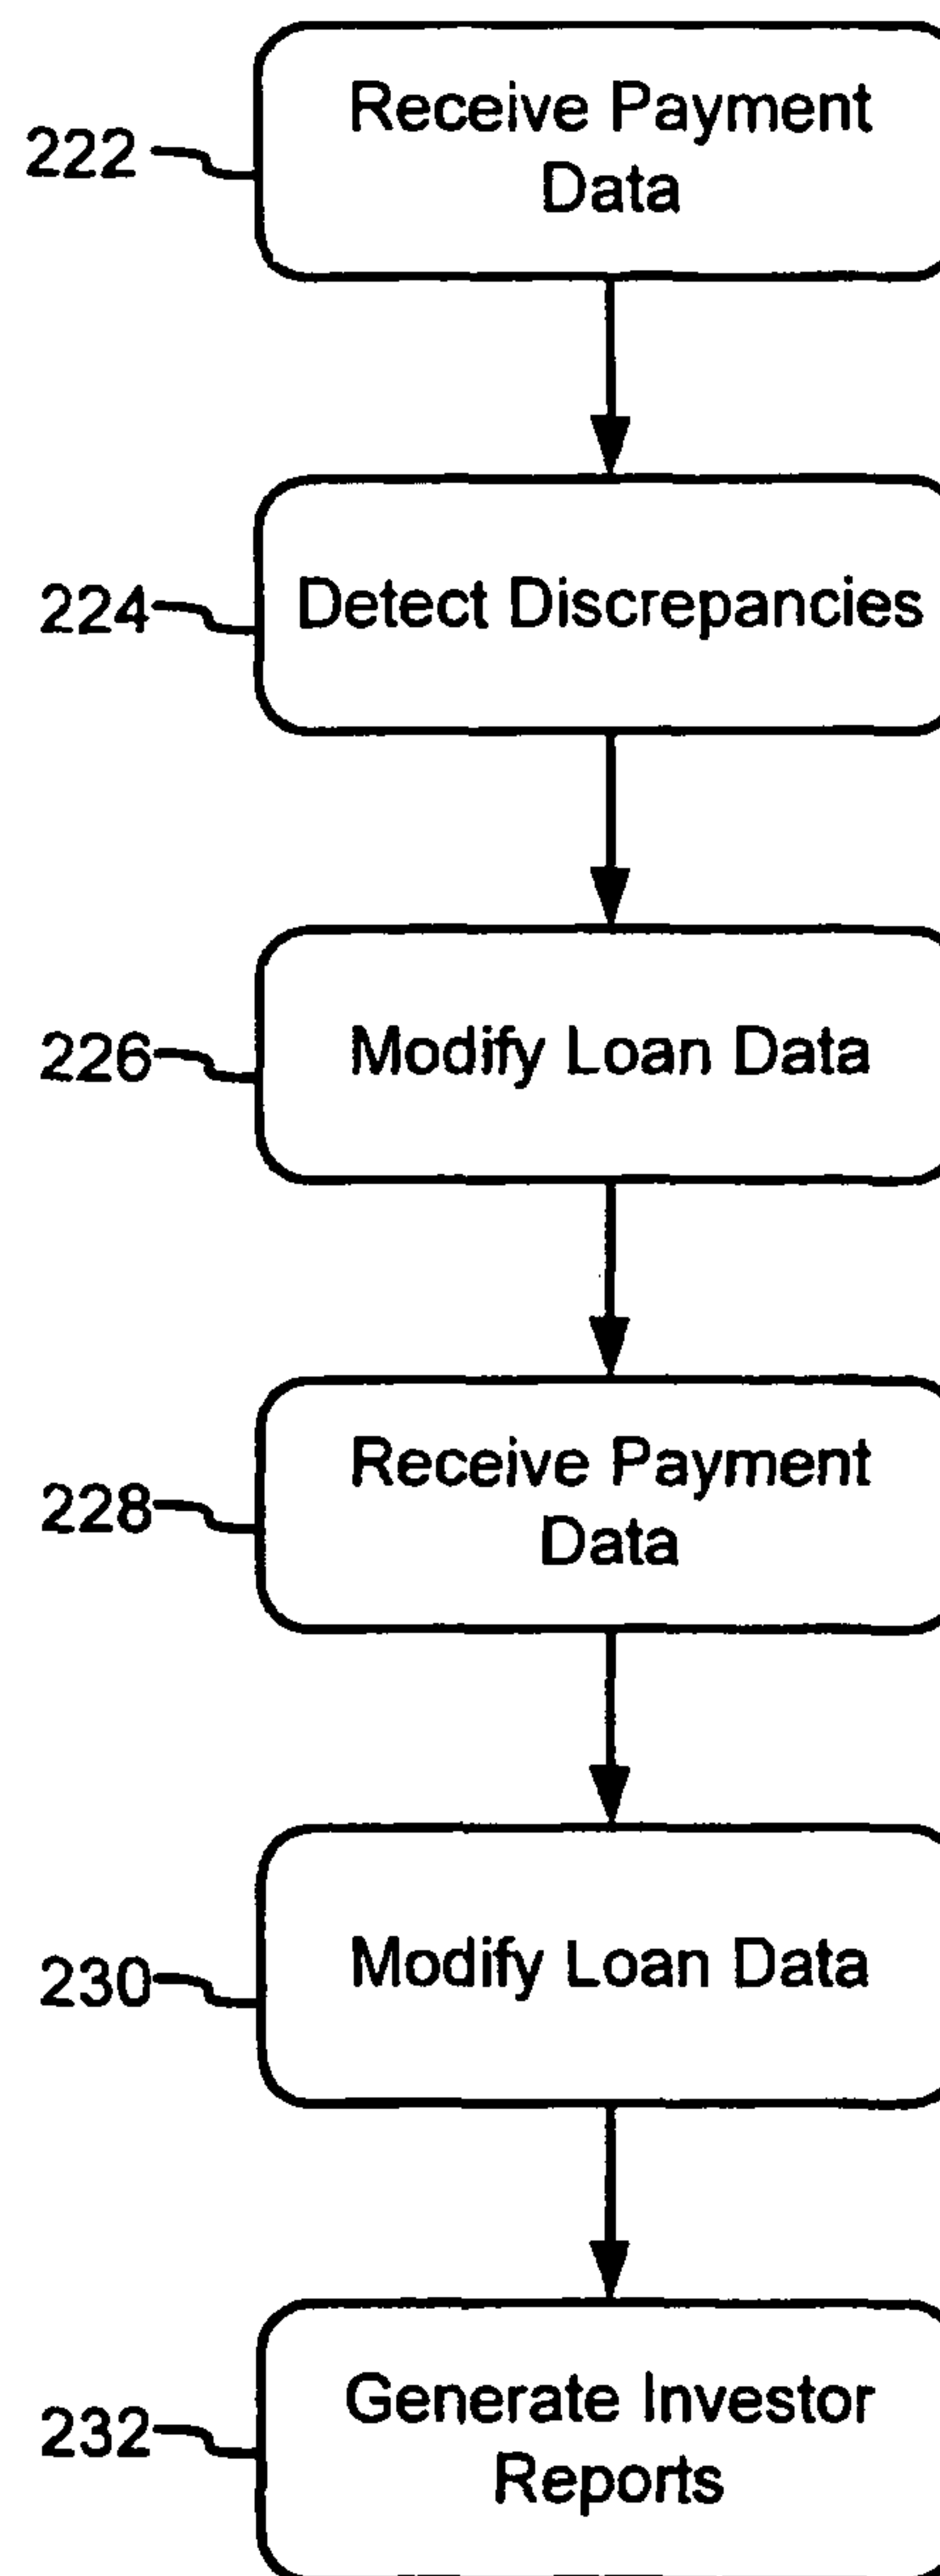 Receive Payment
Data
222
Detect Discrepancies
224
Modify Loan Data
226
Receive Payment
Data
228
Modify Loan Data
230
Generate Investor
Reports
232